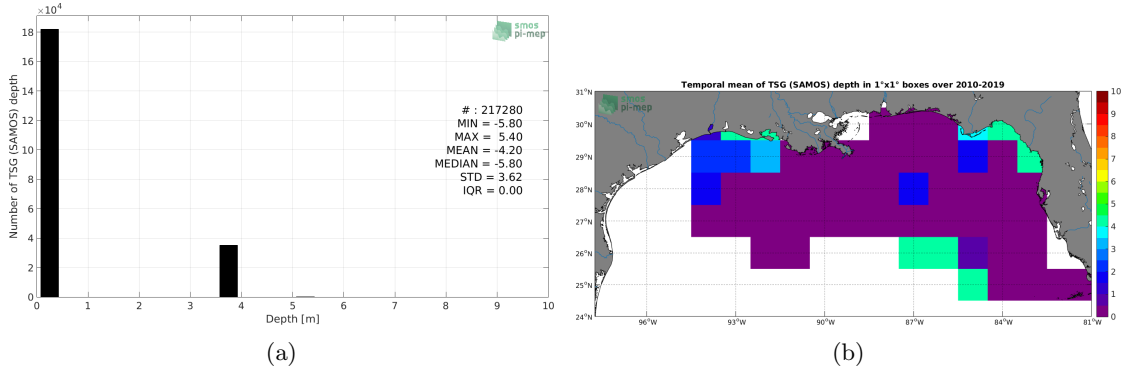 ×10⁴
18
16
14
12
10
8
6
4
2
0
Number of TSG (SAMOS) depth
smos
pi-mep
# : 217280
MIN = -5.80
MAX = 5.40
MEAN = -4.20
MEDIAN = -5.80
STD = 3.62
IQR = 0.00
0 1 2 3 4 5 6 7 8 9 10
Depth [m]
(a)
Temporal mean of TSG (SAMOS) depth in 1°x1° boxes over 2010-2019
smos
pi-mep
31°N
30°N
29°N
28°N
27°N
26°N
25°N
24°N
96°W 93°W 90°W 87°W 84°W 81°W
10
9
8
7
6
5
4
3
2
1
0
(b)